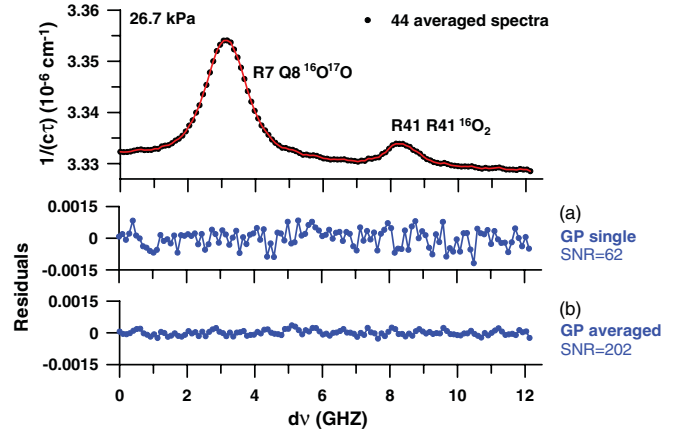 26.7 kPa
44 averaged spectra
1/(cτ) (10⁻⁶ cm⁻¹)
3.36
3.35
3.34
3.33
R7 Q8 ¹⁶O¹⁷O
R41 R41 ¹⁶O₂
Residuals
0.0015
0
-0.0015
(a)
GP single
SNR=62
0.0015
0
-0.0015
(b)
GP averaged
SNR=202
0 2 4 6 8 10 12
dν (GHZ)